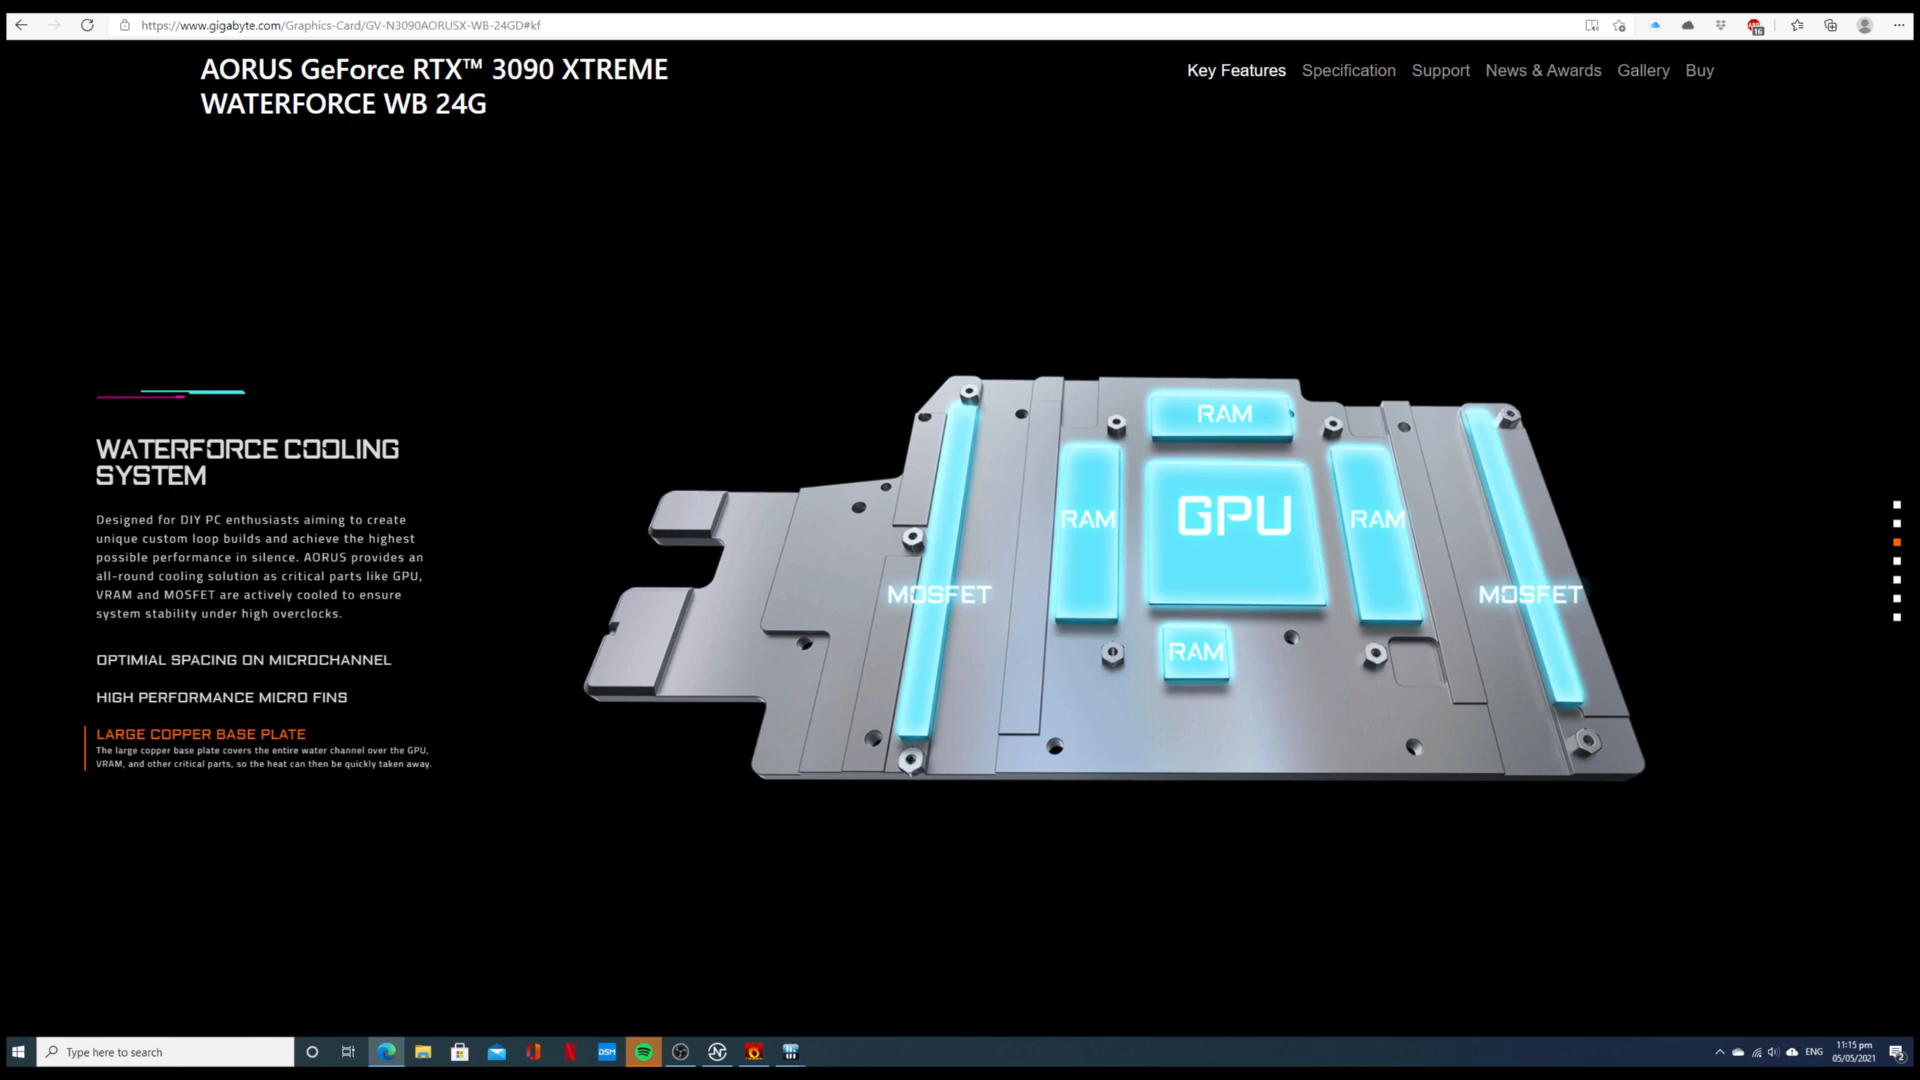 https://www.gigabyte.com/Graphics-Card/GV-N3090AORUSX-WB-24GD#kf
16
AORUS GeForce RTX™ 3090 XTREME
WATERFORCE WB 24G
Key Features
Specification
Support
News & Awards
Gallery
Buy
WATERFORCE COOLING
SYSTEM
Designed for DIY PC enthusiasts aiming to create
unique custom loop builds and achieve the highest
possible performance in silence. AORUS provides an
all-round cooling solution as critical parts like GPU,
VRAM and MOSFET are actively cooled to ensure
system stability under high overclocks.
OPTIMIAL SPACING ON MICROCHANNEL
HIGH PERFORMANCE MICRO FINS
LARGE COPPER BASE PLATE
The large copper base plate covers the entire water channel over the GPU,
VRAM, and other critical parts, so the heat can then be quickly taken away.
RAM
GPU
RAM
RAM
MOSFET
MOSFET
RAM
Type here to search
DSM
ENG
11:15 pm
05/05/2021
2